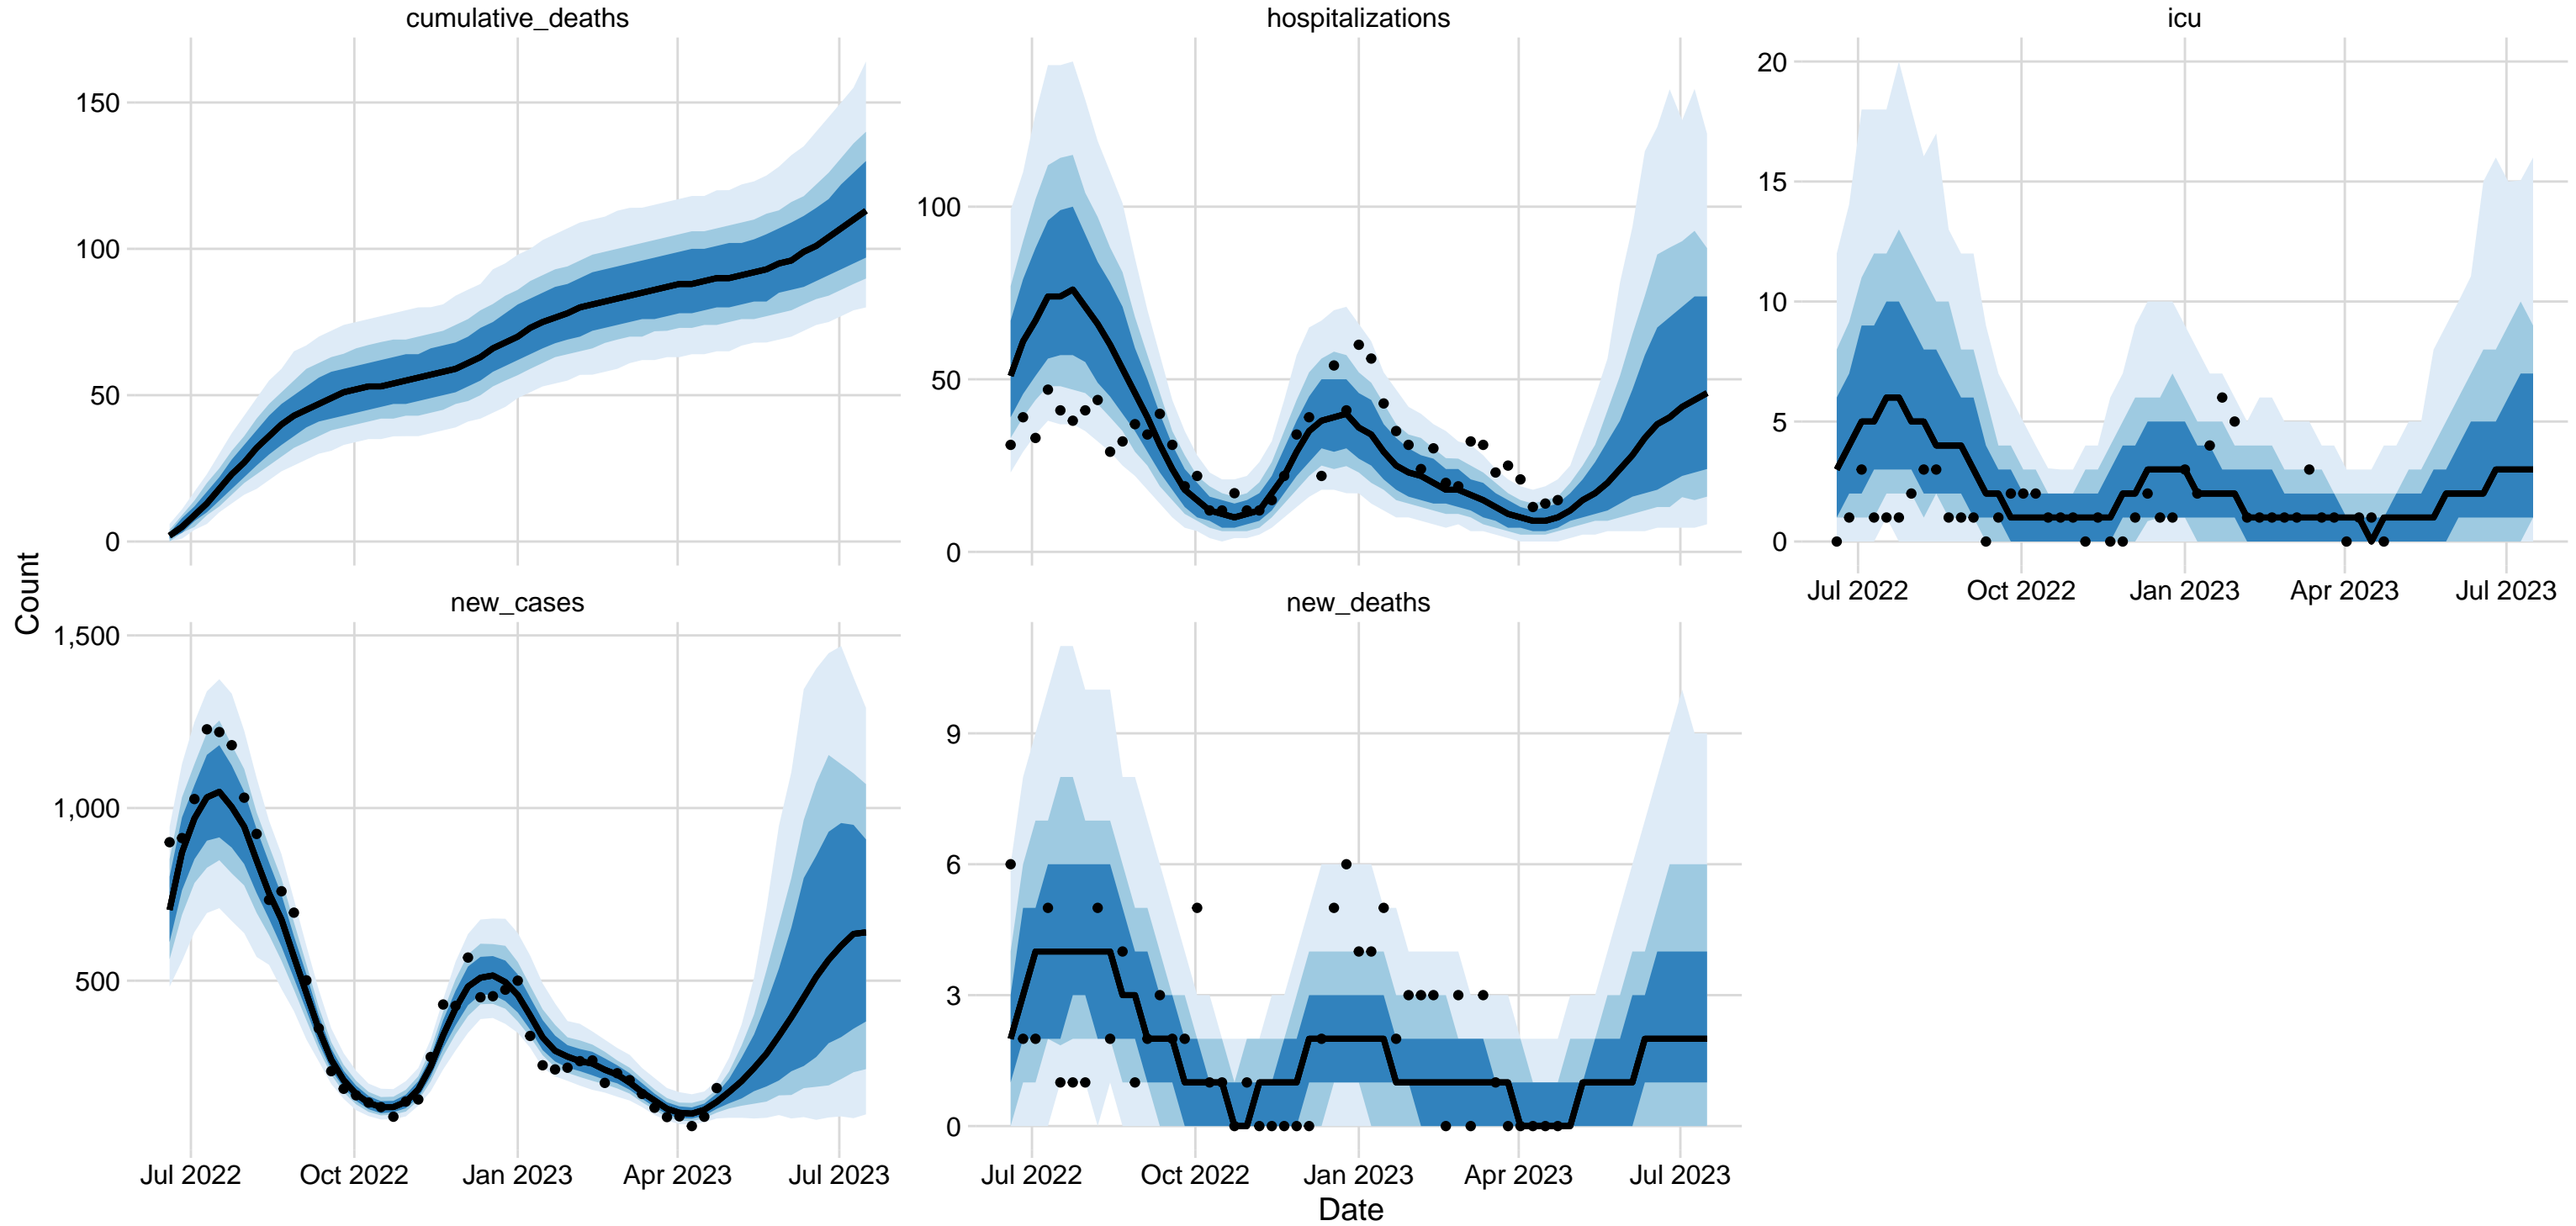 cumulative_deaths
hospitalizations
icu
150
100
50
0
100
50
0
20
15
10
5
0
Jul 2022 Oct 2022 Jan 2023 Apr 2023 Jul 2023
Count
new_cases
new_deaths
1,500
1,000
500
9
6
3
0
Jul 2022 Oct 2022 Jan 2023 Apr 2023 Jul 2023
Jul 2022 Oct 2022 Jan 2023 Apr 2023 Jul 2023
Date